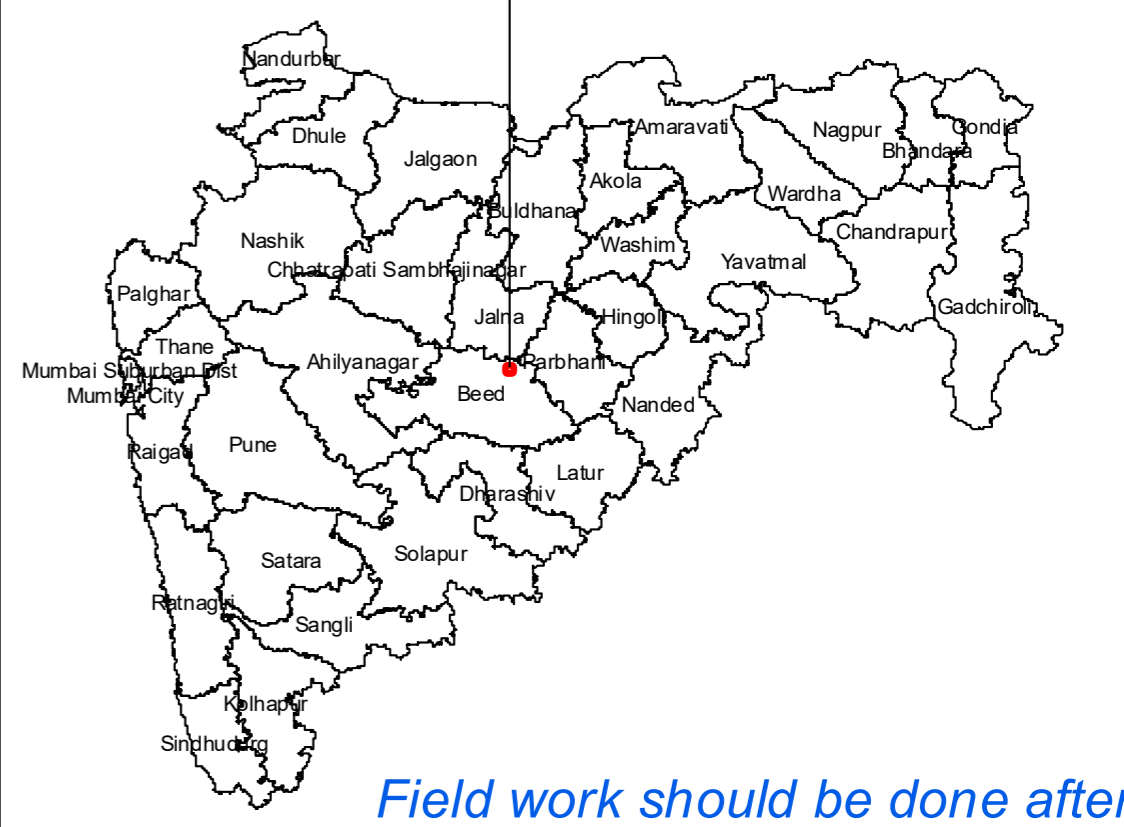 Nandurbar
Dhule
Jalgaon
Amaravati
Nagpur
Gondia
Bhandara
Akola
Wardha
Buldhana
Nashik
Washim
Chandrapur
Chhatrapati Sambhajinagar
Yavatmal
Palghar
Gadchiroli
Jalna
Hingoli
Thane
Ahilyanagar
Parbhani
Mumbai Suburban Dist
Mumbai City
Beed
Nanded
Raigad
Pune
Latur
Dharashiv
Satara
Solapur
Ratnagiri
Sangli
Kolhapur
Sindhudurg
Field work should be done after